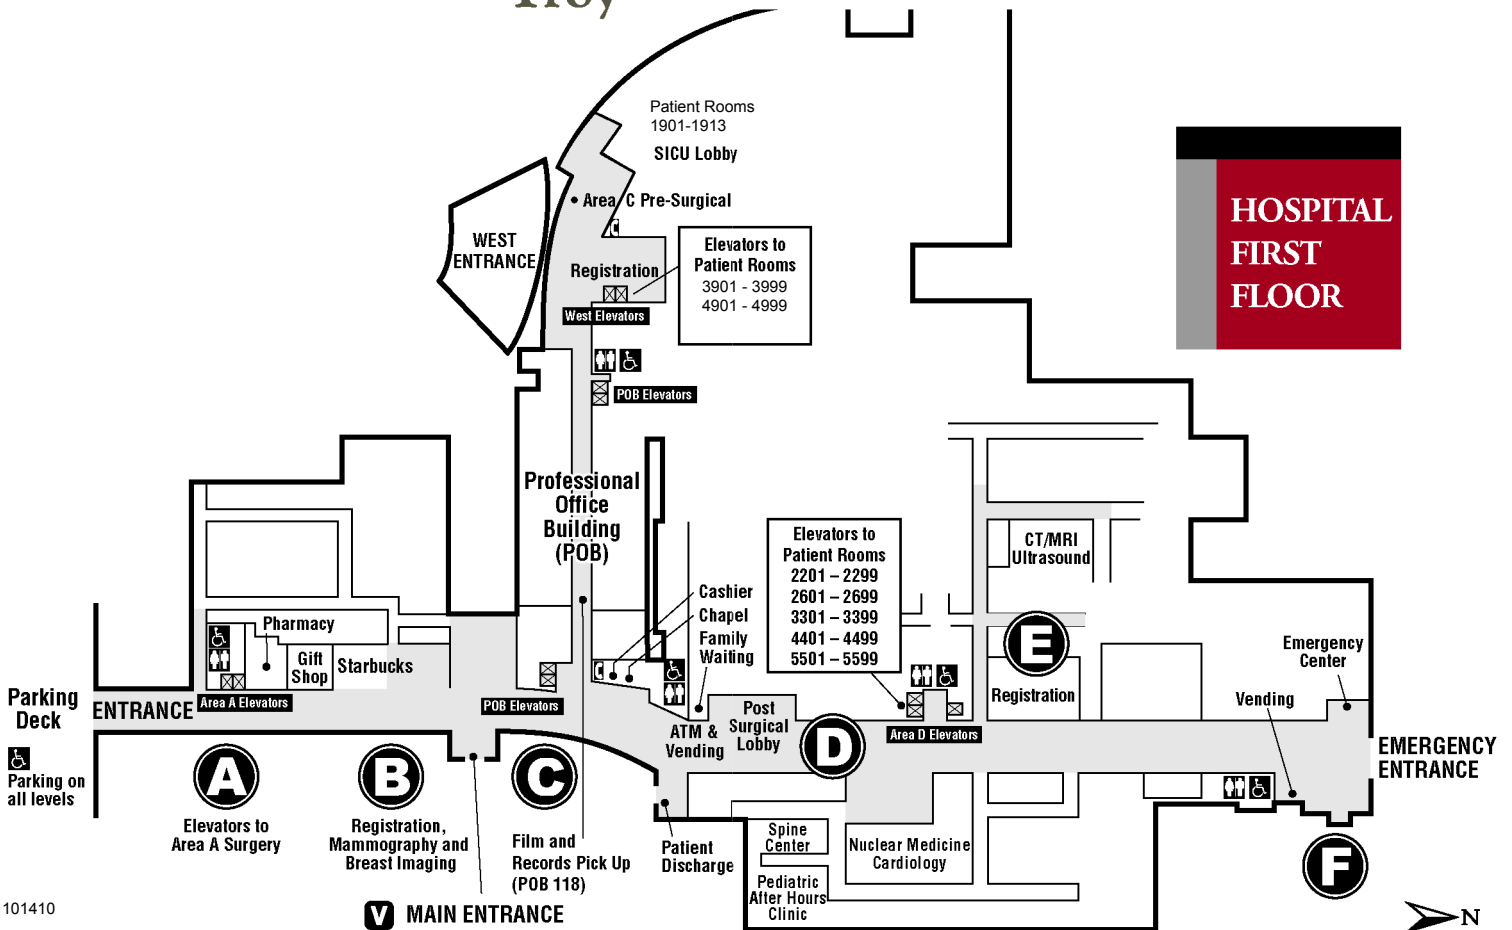 Troy
Patient Rooms
1901-1913
SICU Lobby
Area C Pre-Surgical
WEST
ENTRANCE
Registration
West Elevators
Elevators to
Patient Rooms
3901 - 3999
4901 - 4999
HOSPITAL
FIRST
FLOOR
POB Elevators
Professional
Office
Building
(POB)
Elevators to
Patient Rooms
2201 – 2299
2601 – 2699
3301 – 3399
4401 – 4499
5501 – 5599
CT/MRI
Ultrasound
Cashier
Chapel
Family
Waiting
Pharmacy
Gift
Shop
Starbucks
E
Registration
Emergency
Center
Vending
Parking
Deck
ENTRANCE
Area A Elevators
POB Elevators
ATM &
Vending
Post
Surgical
Lobby
D
Area D Elevators
EMERGENCY
ENTRANCE
Parking on
all levels
A
Elevators to
Area A Surgery
B
Registration,
Mammography and
Breast Imaging
C
Film and
Records Pick Up
(POB 118)
Patient
Discharge
Spine
Center
Nuclear Medicine
Cardiology
Pediatric
After Hours
Clinic
F
V MAIN ENTRANCE
101410
N